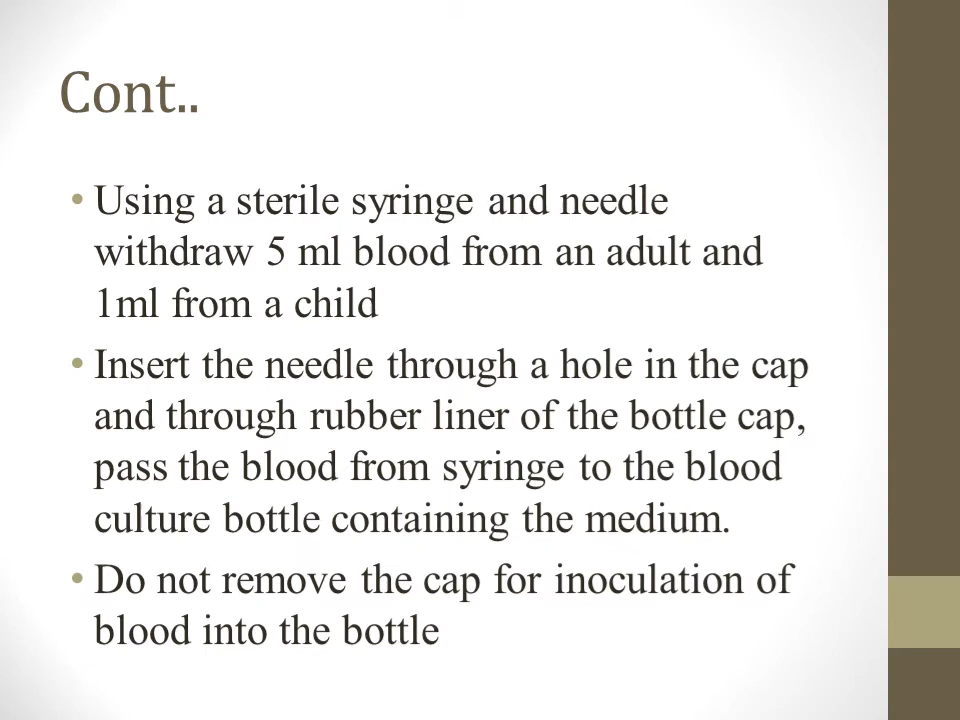 Cont..
• Using a sterile syringe and needle
withdraw 5 ml blood from an adult and
1ml from a child
• Insert the needle through a hole in the cap
and through rubber liner of the bottle cap,
pass the blood from syringe to the blood
culture bottle containing the medium.
• Do not remove the cap for inoculation of
blood into the bottle